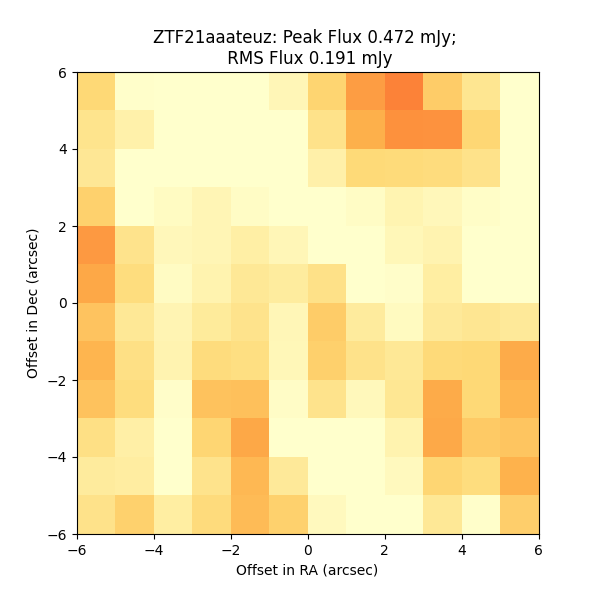 ZTF21aaateuz: Peak Flux 0.472 mJy;
RMS Flux 0.191 mJy
6
4
2
0
−2
−4
−6
Offset in Dec (arcsec)
−6 −4 −2 0 2 4 6
Offset in RA (arcsec)